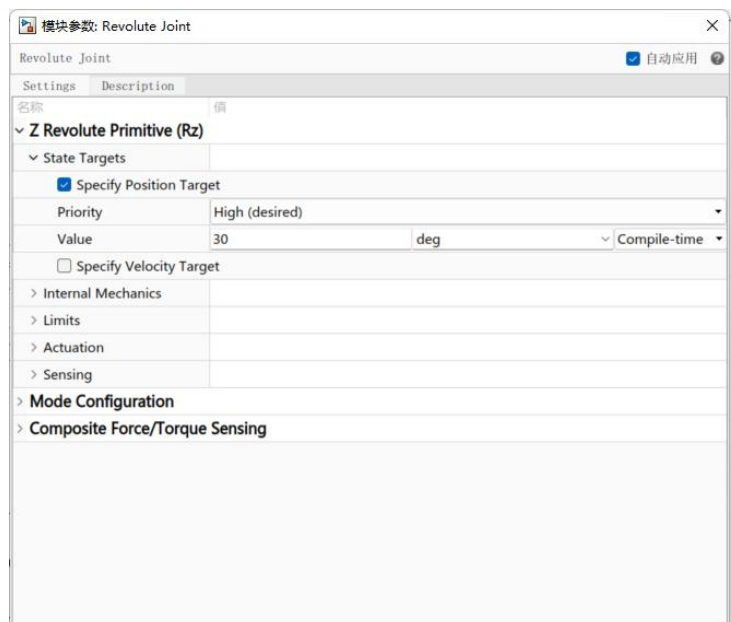 模块参数: Revolute Joint
Revolute Joint 自动应用
Settings Description
名称 值
Z Revolute Primitive (Rz)
State Targets
Specify Position Target
Priority High (desired)
Value 30 deg Compile-time
Specify Velocity Target
Internal Mechanics
Limits
Actuation
Sensing
Mode Configuration
Composite Force/Torque Sensing